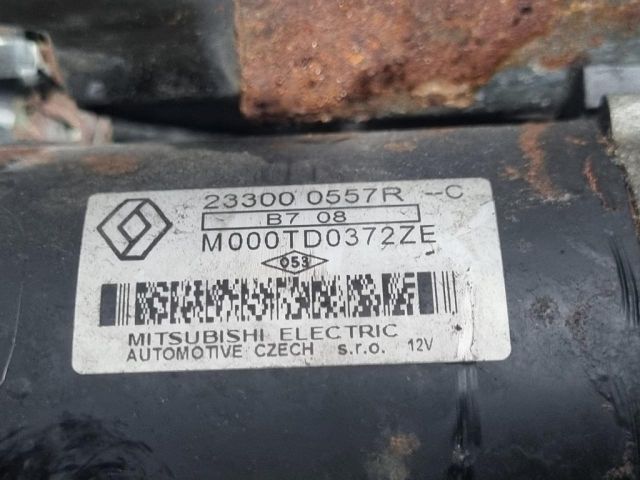 23300 0557R --C
B7 08
M000TD0372ZE
053
MITSUBISHI ELECTRIC
AUTOMOTIVE CZECH s.r.o. 12V